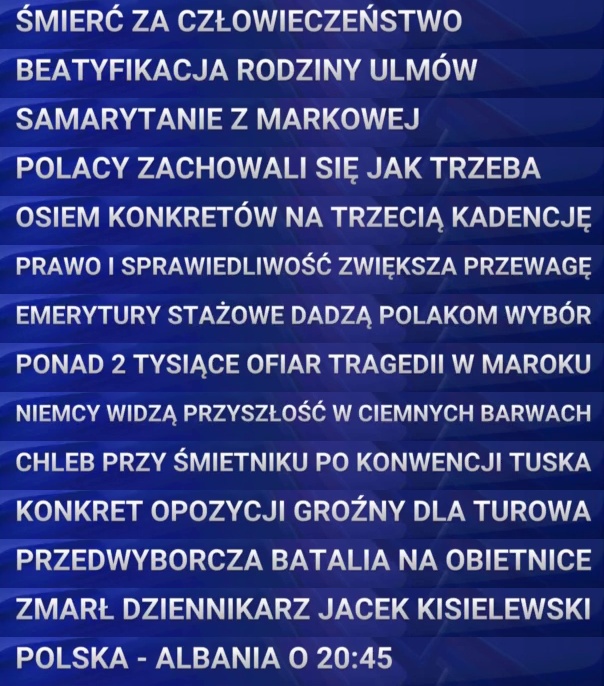 ŚMIERĆ ZA CZŁOWIECZEŃSTWO
BEATYFIKACJA RODZINY ULMÓW
SAMARYTANIE Z MARKOWEJ
POLACY ZACHOWALI SIĘ JAK TRZEBA
OSIEM KONKRETÓW NA TRZECIĄ KADENCJĘ
PRAWO I SPRAWIEDLIWOŚĆ ZWIĘKSZA PRZEWAGĘ
EMERYTURY STAŻOWE DADZĄ POLAKOM WYBÓR
PONAD 2 TYSIĄCE OFIAR TRAGEDII W MAROKU
NIEMCY WIDZĄ PRZYSZŁOŚĆ W CIEMNYCH BARWACH
CHLEB PRZY ŚMIETNIKU PO KONWENCJI TUSKA
KONKRET OPOZYCJI GROŹNY DLA TUROWA
PRZEDWYBORCZA BATALIA NA OBIETNICE
ZMARŁ DZIENNIKARZ JACEK KISIELEWSKI
POLSKA - ALBANIA O 20:45